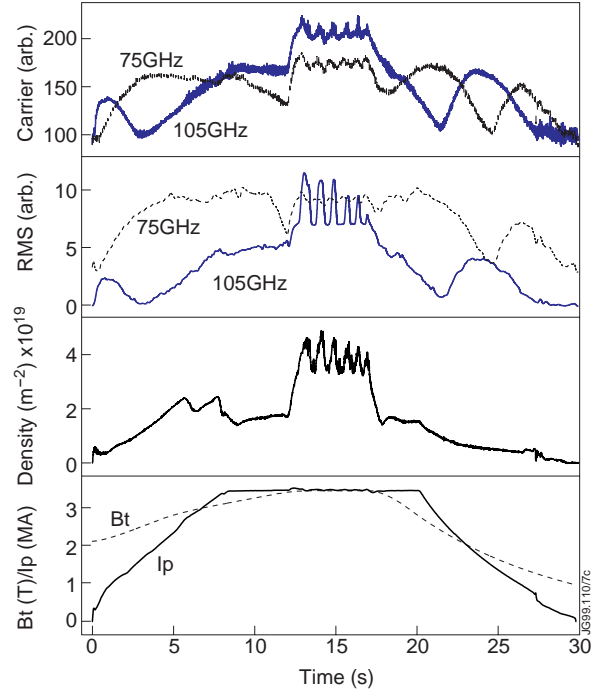 200
150
100
Carrier (arb.)
75GHz
105GHz
10
5
0
RMS (arb.)
75GHz
105GHz
4
2
0
Density (m⁻²) x10¹⁹
3
2
1
0
Bt (T)/Ip (MA)
Bt
Ip
0 5 10 15 20 25 30
Time (s)
JG99.110/7c